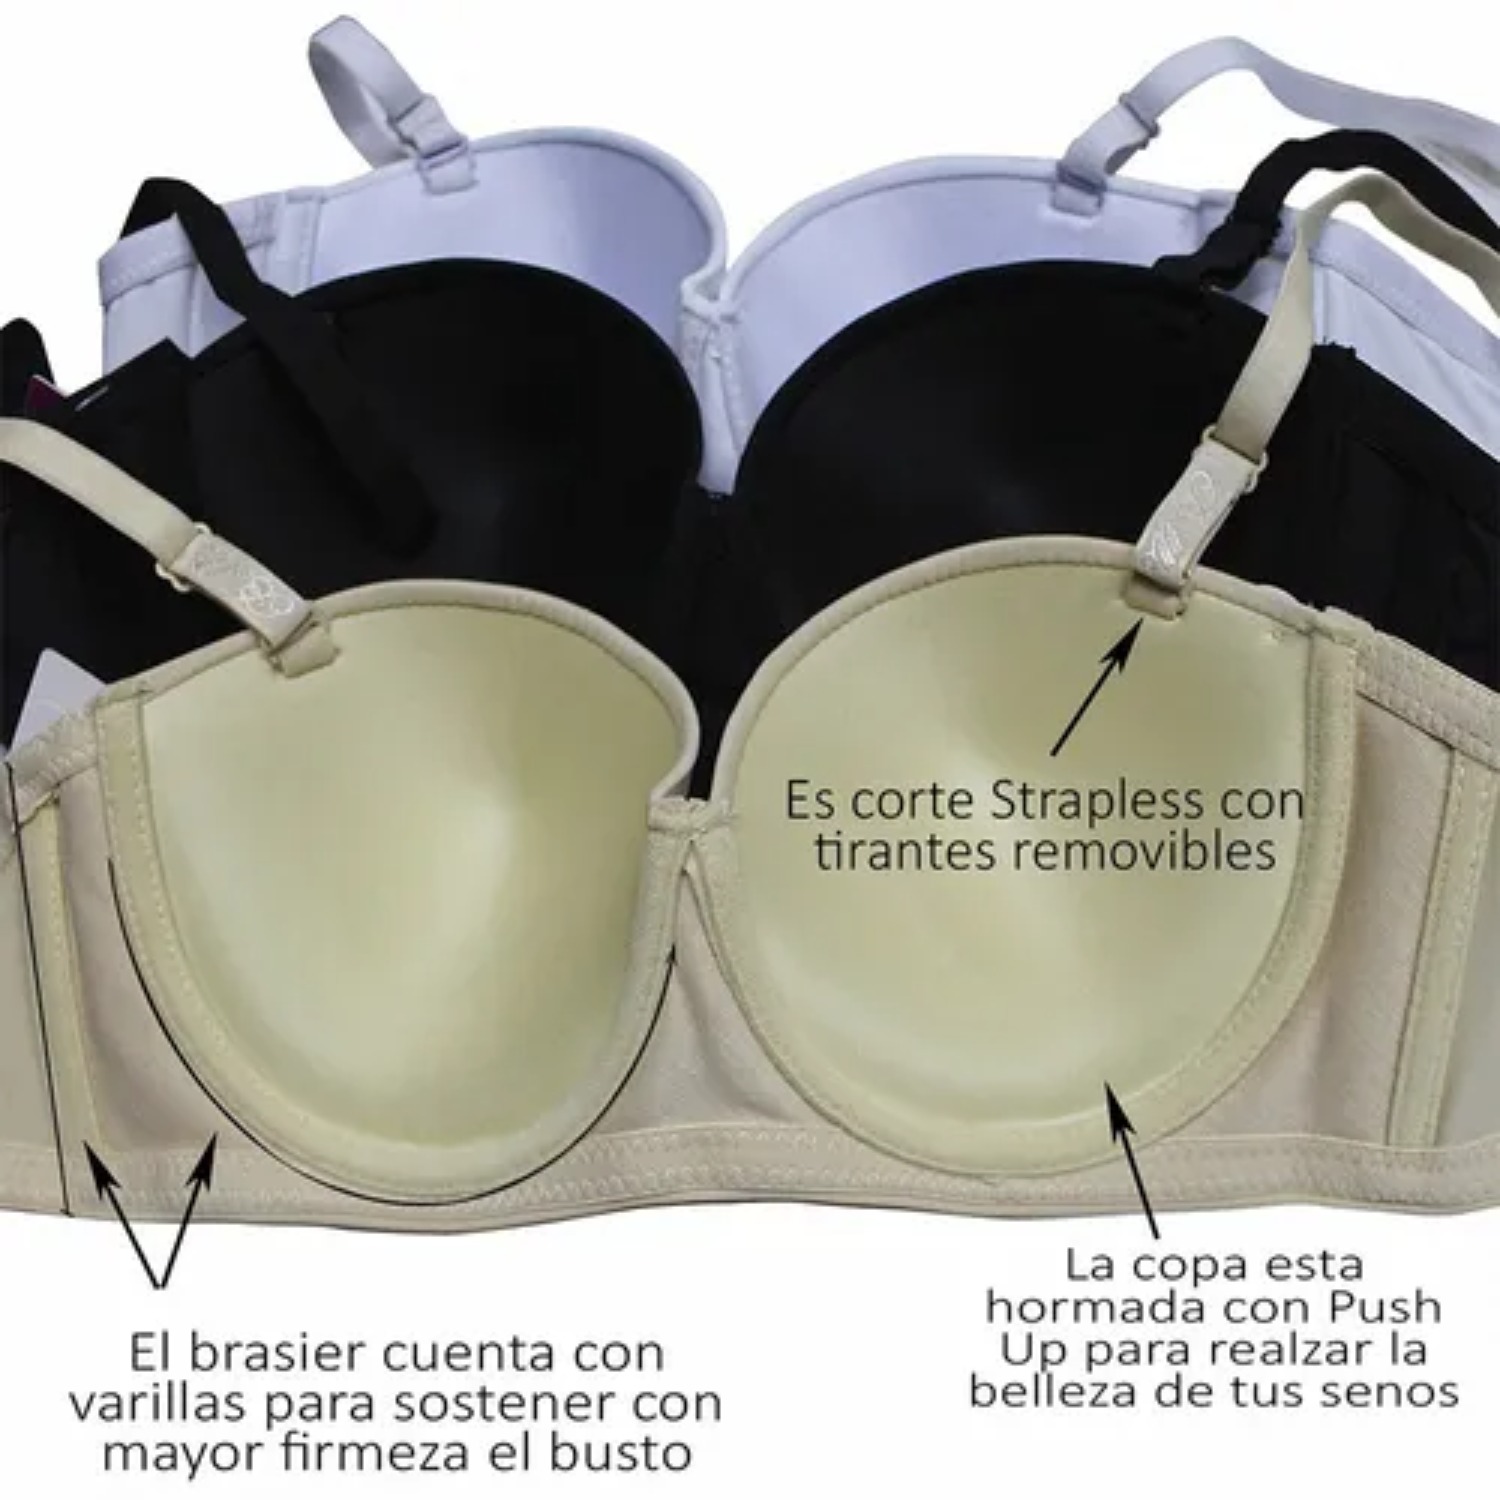 Es corte Strapless con
tirantes removibles
La copa esta
hormada con Push
Up para realzar la
belleza de tus senos
El brasier cuenta con
varillas para sostener con
mayor firmeza el busto